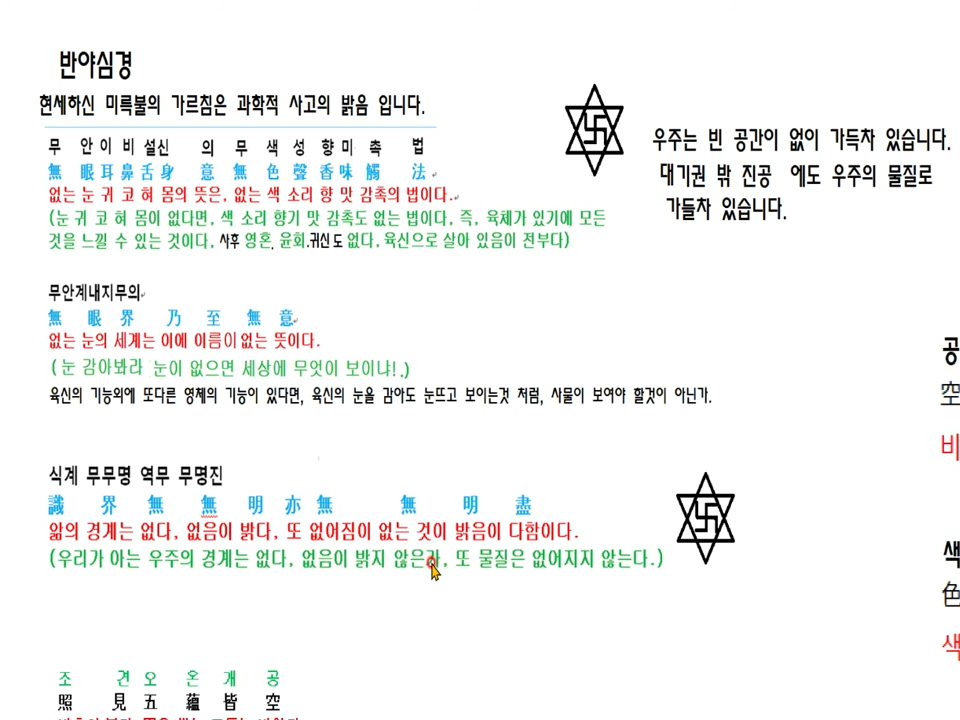 반야심경
현세하신 미륵불의 가르침은 과학적 사고의 밝음 입니다.
무 안이비설신 의 무 색 성 향미 촉 법
無 眼耳鼻舌身 意 無 色 聲 香味 觸 法
없는 눈 귀 코 혀 몸의 뜻은, 없는 색 소리 향 맛 감촉의 법이다.
(눈 귀 코 혀 몸이 없다면, 색 소리 향기 맛 감촉도 없는 법이다, 즉, 육체가 있기에 모든
것을 느낄 수 있는 것이다, 사후 영혼, 윤회.귀신도 없다, 육신으로 살아 있음이 전부다)
우주는 빈 공간이 없이 가득차 있습니다.
대기권 밖 진공 에도 우주의 물질로
가들차 있습니다.
무안계내지무의
無 眼 界 乃 至 無 意
없는 눈의 세계는 이에 이름이 없는 뜻이다.
(눈 감아봐라 눈이 없으면 세상에 무엇이 보이냐!.)
육신의 기능외에 또다른 영체의 기능이 있다면, 육신의 눈을 감아도 눈뜨고 보이는것 처럼, 사물이 보여야 할것이 아닌가.
식계 무무명 역무 무명진
識 界 無 無 明 亦 無 無 明 盡
앎의 경계는 없다, 없음이 밝다, 또 없어짐이 없는 것이 밝음이 다함이다.
(우리가 아는 우주의 경계는 없다, 없음이 밝지 않은가, 또 물질은 없어지지 않는다.)
조 견 오 온 개 공
照 見 五 蘊 皆 空
공
空
비
색
色
색